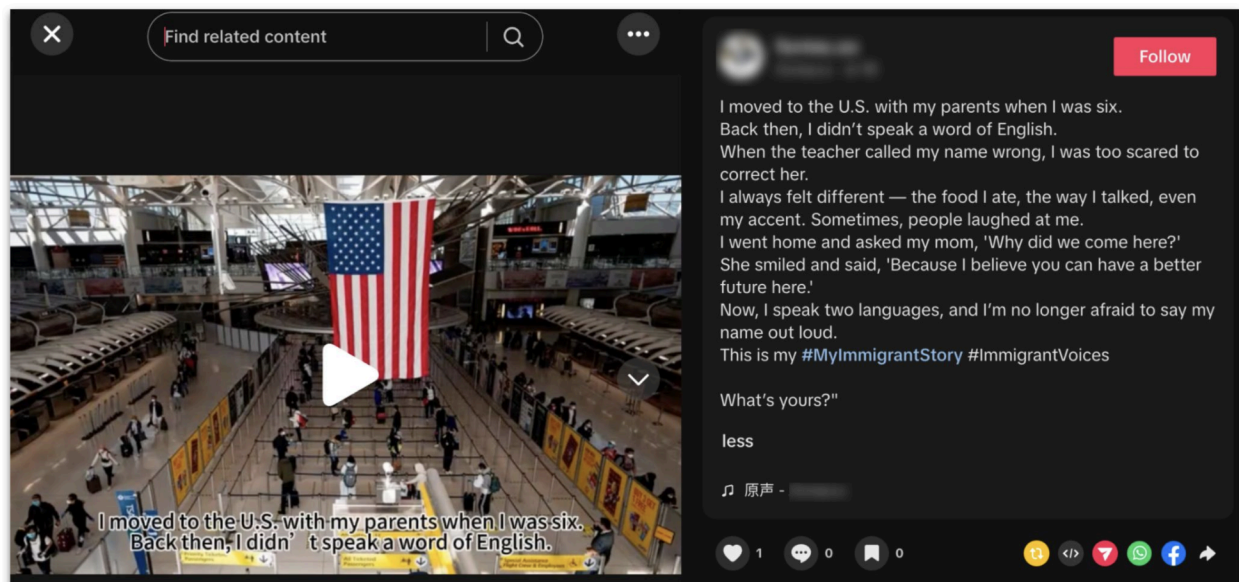 Find related content
Follow
I moved to the U.S. with my parents when I was six.
Back then, I didn’t speak a word of English.
When the teacher called my name wrong, I was too scared to
correct her.
I always felt different — the food I ate, the way I talked, even
my accent. Sometimes, people laughed at me.
I went home and asked my mom, 'Why did we come here?'
She smiled and said, 'Because I believe you can have a better
future here.'
Now, I speak two languages, and I’m no longer afraid to say my
name out loud.
This is my #MyImmigrantStory #ImmigrantVoices
What’s yours?"
less
原声 -
1
0
0
I moved to the U.S. with my parents when I was six.
Back then, I didn’ t speak a word of English.